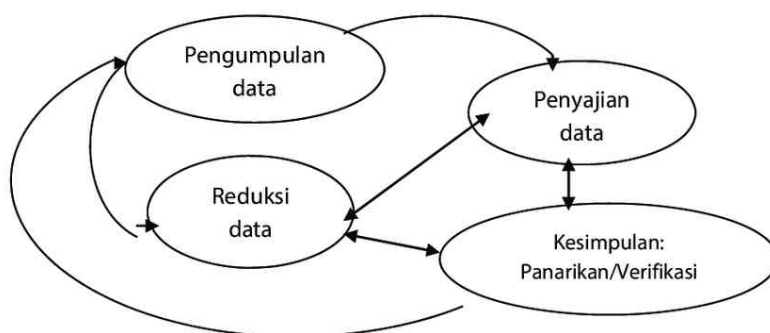 Pengumpulan
data
Penyajian
data
Reduksi
data
Kesimpulan:
Panarikan/Verifikasi